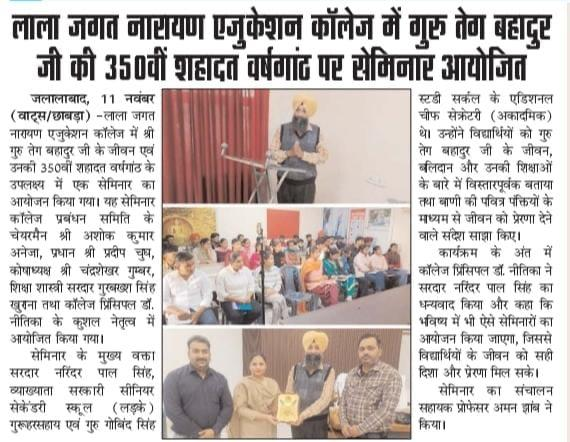 लाला जगत नारायण एजुकेशन कॉलेज में गुरु तेग बहादुर
जी की 350वीं शहादत वर्षगांठ पर सेमिनार आयोजित
जलालाबाद, 11 नवंबर
(वाट्स/छाबड़ा) -लाला जगत
नारायण एजुकेशन कॉलेज में श्री
गुरु तेग बहादुर जी के जीवन एवं
उनकी 350वीं शहादत वर्षगांठ के
उपलक्ष्य में एक सेमिनार का
आयोजन किया गया। यह सेमिनार
कॉलेज प्रबंधन समिति के
चेयरमैन श्री अशोक कुमार
अनेजा, प्रधान श्री प्रदीप चुघ,
कोषाध्यक्ष श्री चंद्रशेखर गुम्बर,
शिक्षा शास्त्री सरदार गुरबख्श सिंह
खुराना तथा कॉलेज प्रिंसिपल डॉ.
नीतिका के कुशल नेतृत्व में
आयोजित किया गया।
सेमिनार के मुख्य वक्ता
सरदार नरिंदर पाल सिंह,
व्याख्याता सरकारी सीनियर
सेकेंडरी स्कूल (लड़के)
गुरूहरसहाय एवं गुरु गोबिंद सिंह
स्टडी सर्कल के एडिशनल
चीफ सेक्रेटरी (अकादमिक)
थे। उन्होंने विद्यार्थियों को गुरु
तेग बहादुर जी के जीवन,
बलिदान और उनकी शिक्षाओं
के बारे में विस्तारपूर्वक बताया
तथा बाणी की पवित्र पंक्तियों के
माध्यम से जीवन को प्रेरणा देने
वाले संदेश साझा किए।
कार्यक्रम के अंत में
कॉलेज प्रिंसिपल डॉ. नीतिका ने
सरदार नरिंदर पाल सिंह का
धन्यवाद किया और कहा कि
भविष्य में भी ऐसे सेमिनारों का
आयोजन किया जाएगा, जिससे
विद्यार्थियों के जीवन को सही
दिशा और प्रेरणा मिल सके।
सेमिनार का संचालन
सहायक प्रोफेसर अमन झांब ने
किया।